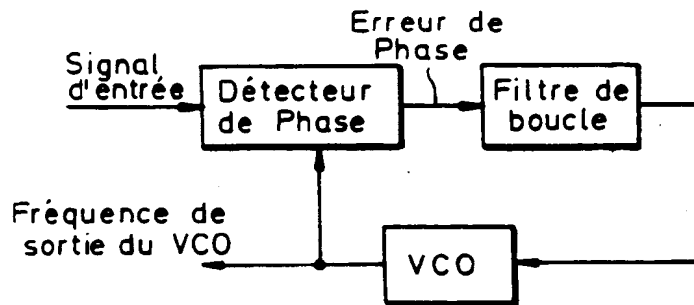 Erreur de
Phase
Signal
d'entrée
Détecteur
de Phase
Filtre de
boucle
Fréquence de
sortie du VCO
VCO